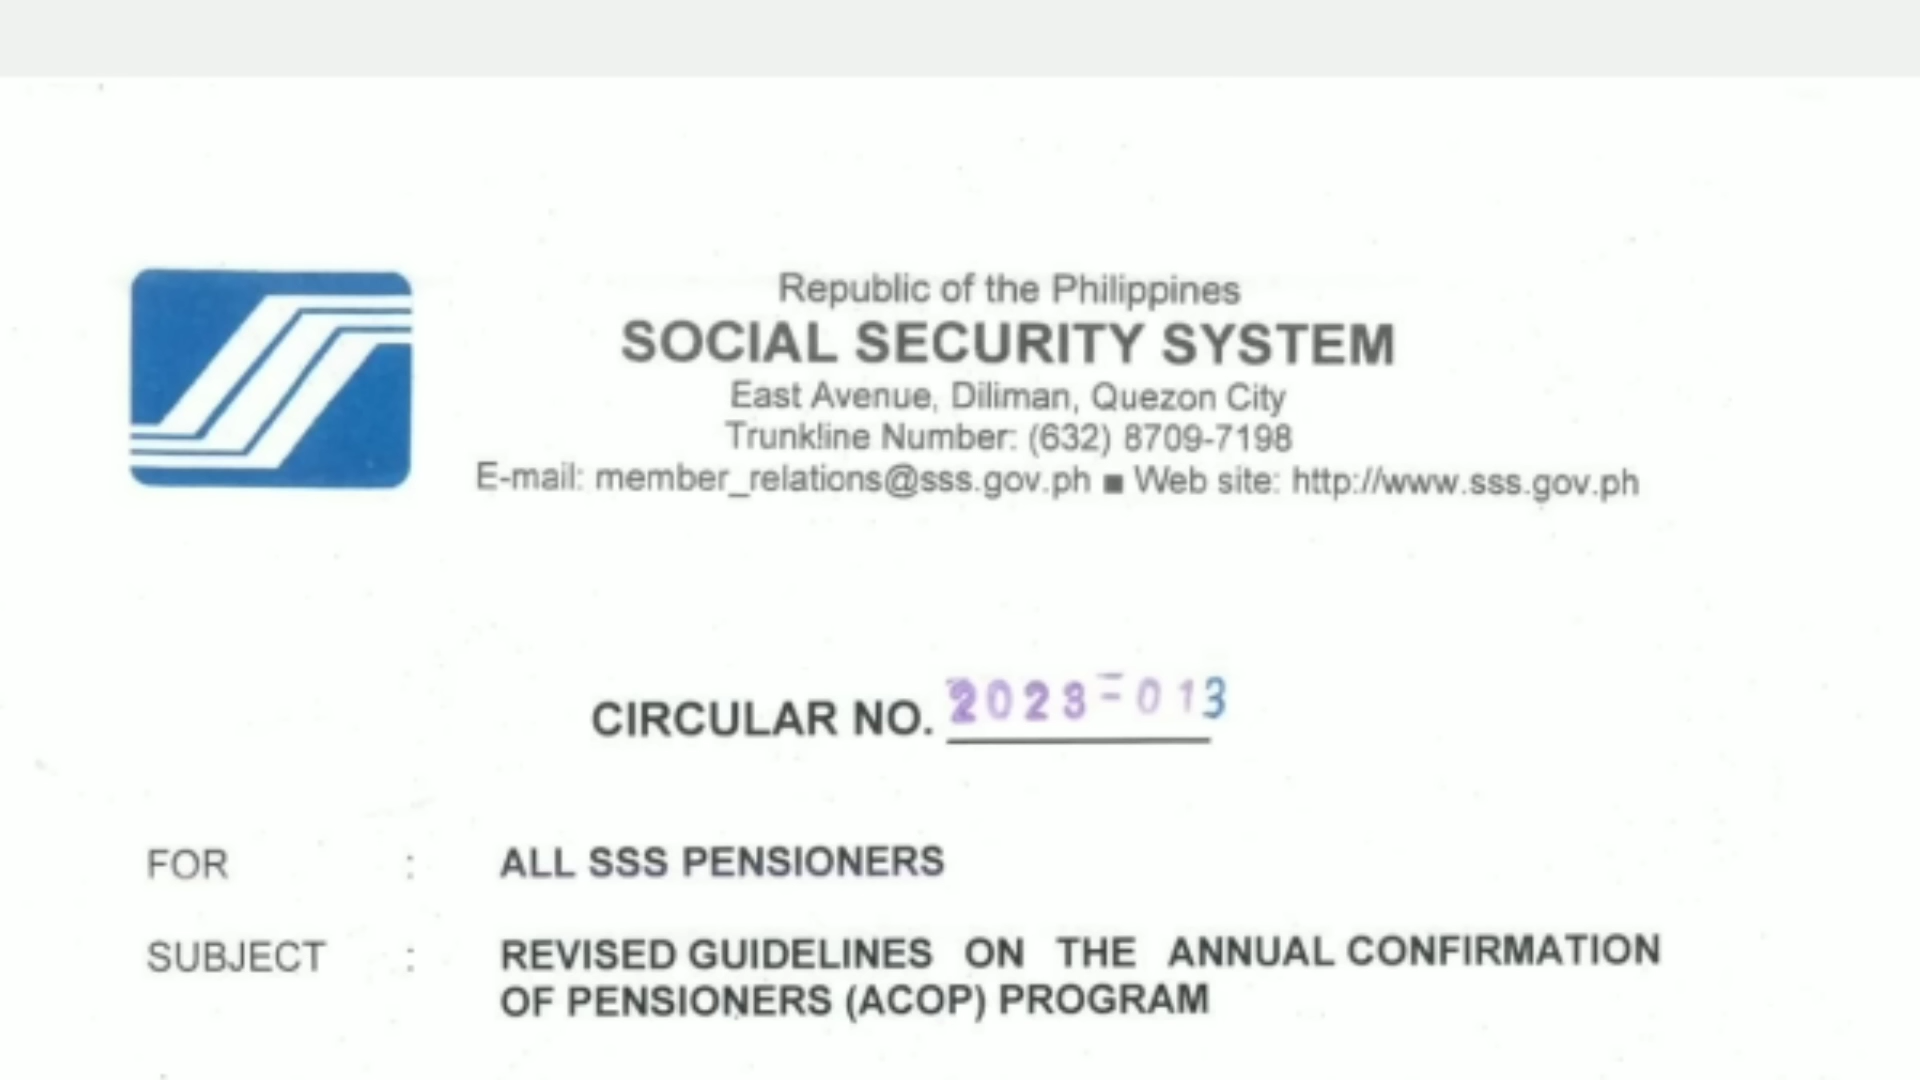 Republic of the Philippines
SOCIAL SECURITY SYSTEM
East Avenue, Diliman, Quezon City
Trunkline Number: (632) 8709-7198
E-mail: member_relations@sss.gov.ph ■ Web site: http://www.sss.gov.ph
CIRCULAR NO. 2023-013
FOR : ALL SSS PENSIONERS
SUBJECT : REVISED GUIDELINES ON THE ANNUAL CONFIRMATION
OF PENSIONERS (ACOP) PROGRAM